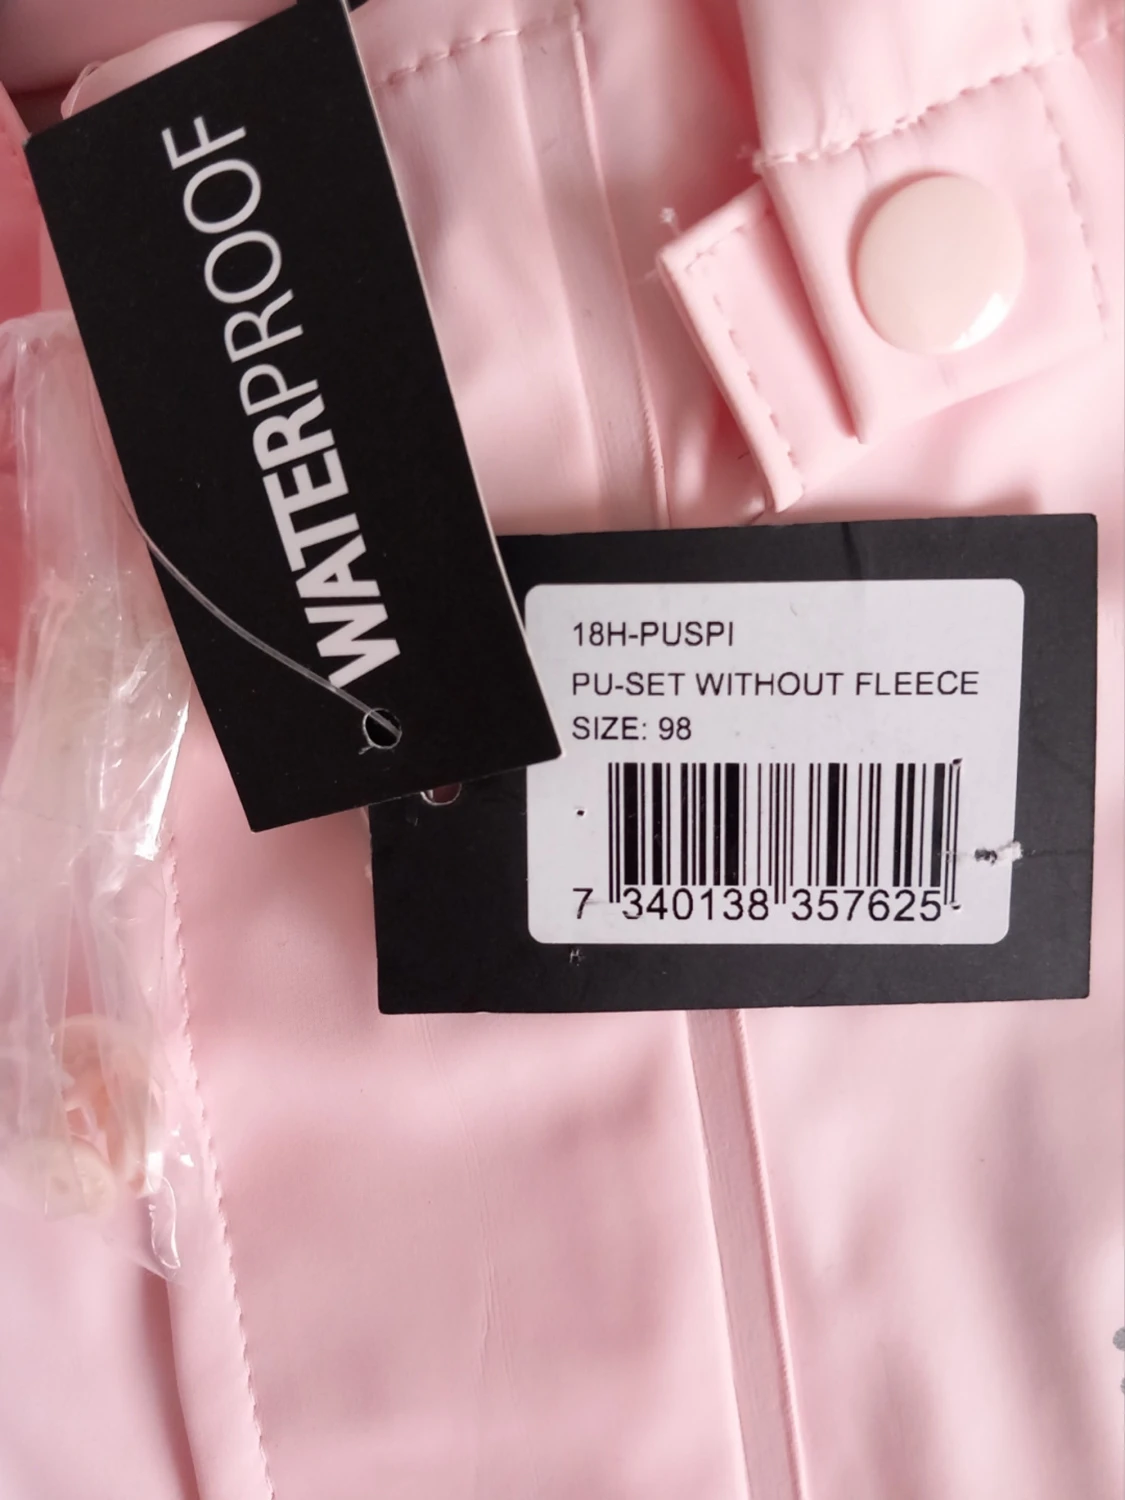 WATERPROOF
18H-PUSPI
PU-SET WITHOUT FLEECE
SIZE: 98
7 340138 357625